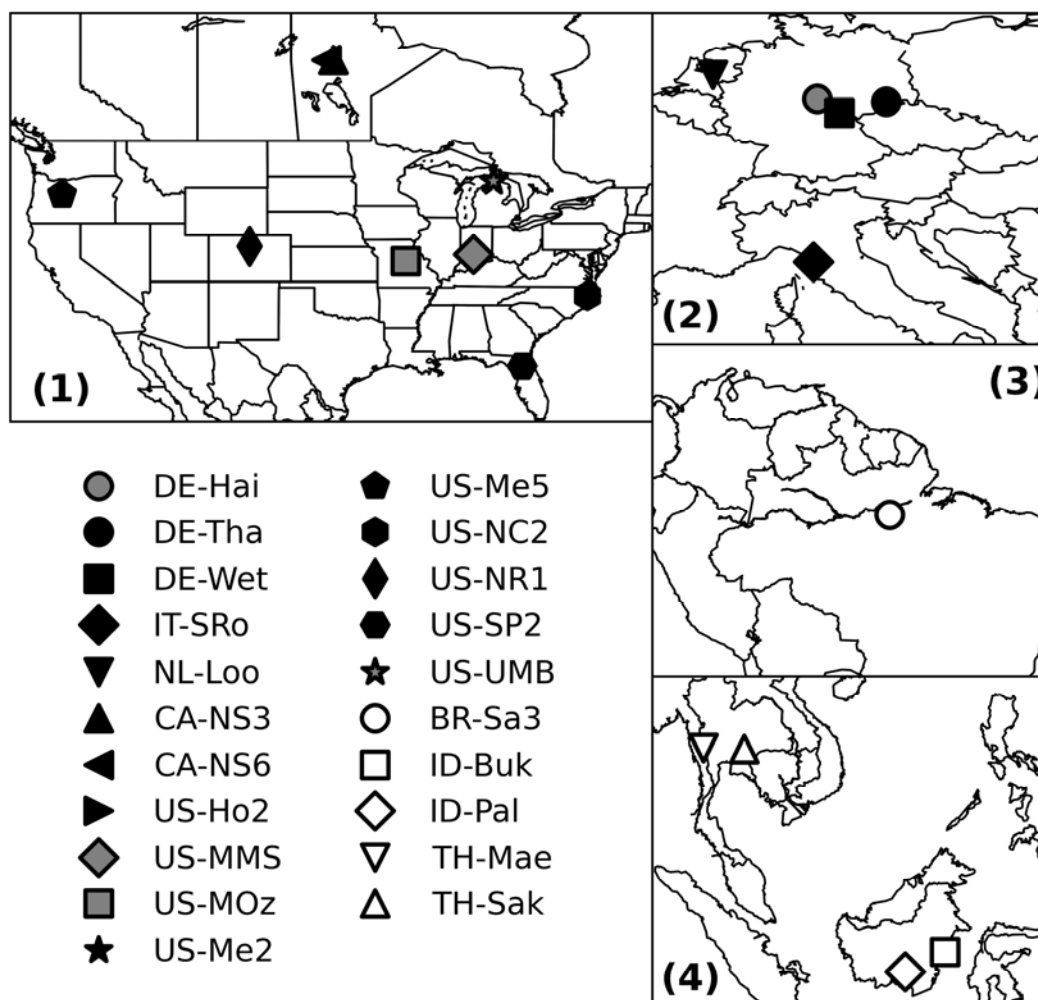 (1)
(2)
(3)
(4)
DE-Hai
DE-Tha
DE-Wet
IT-SRo
NL-Loo
CA-NS3
CA-NS6
US-Ho2
US-MMS
US-MOz
US-Me2
US-Me5
US-NC2
US-NR1
US-SP2
US-UMB
BR-Sa3
ID-Buk
ID-Pal
TH-Mae
TH-Sak